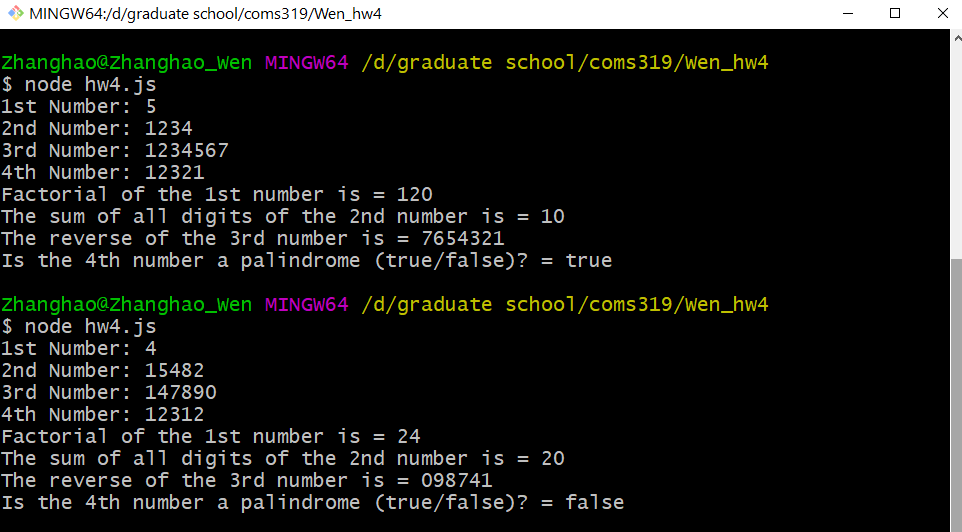 MINGW64:/d/graduate school/coms319/Wen_hw4
Zhanghao@Zhanghao_Wen MINGW64 /d/graduate school/coms319/Wen_hw4
$ node hw4.js
1st Number: 5
2nd Number: 1234
3rd Number: 1234567
4th Number: 12321
Factorial of the 1st number is = 120
The sum of all digits of the 2nd number is = 10
The reverse of the 3rd number is = 7654321
Is the 4th number a palindrome (true/false)? = true
Zhanghao@Zhanghao_Wen MINGW64 /d/graduate school/coms319/Wen_hw4
$ node hw4.js
1st Number: 4
2nd Number: 15482
3rd Number: 147890
4th Number: 12312
Factorial of the 1st number is = 24
The sum of all digits of the 2nd number is = 20
The reverse of the 3rd number is = 098741
Is the 4th number a palindrome (true/false)? = false